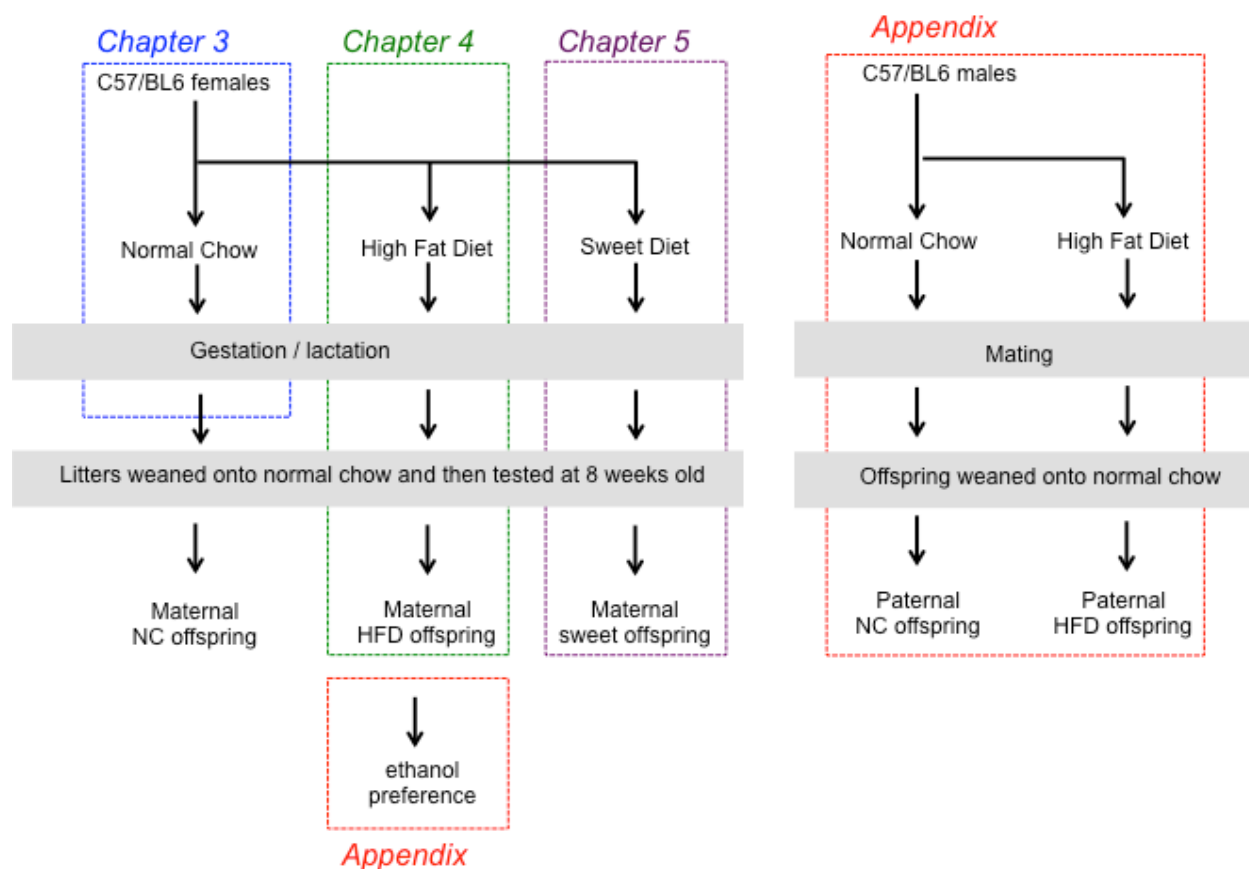 Chapter 3
Chapter 4
Chapter 5
C57/BL6 females
Normal Chow
High Fat Diet
Sweet Diet
Gestation / lactation
Litters weaned onto normal chow and then tested at 8 weeks old
Maternal
NC offspring
Maternal
HFD offspring
Maternal
sweet offspring
ethanol
preference
Appendix
Appendix
C57/BL6 males
Normal Chow
High Fat Diet
Mating
Offspring weaned onto normal chow
Paternal
NC offspring
Paternal
HFD offspring